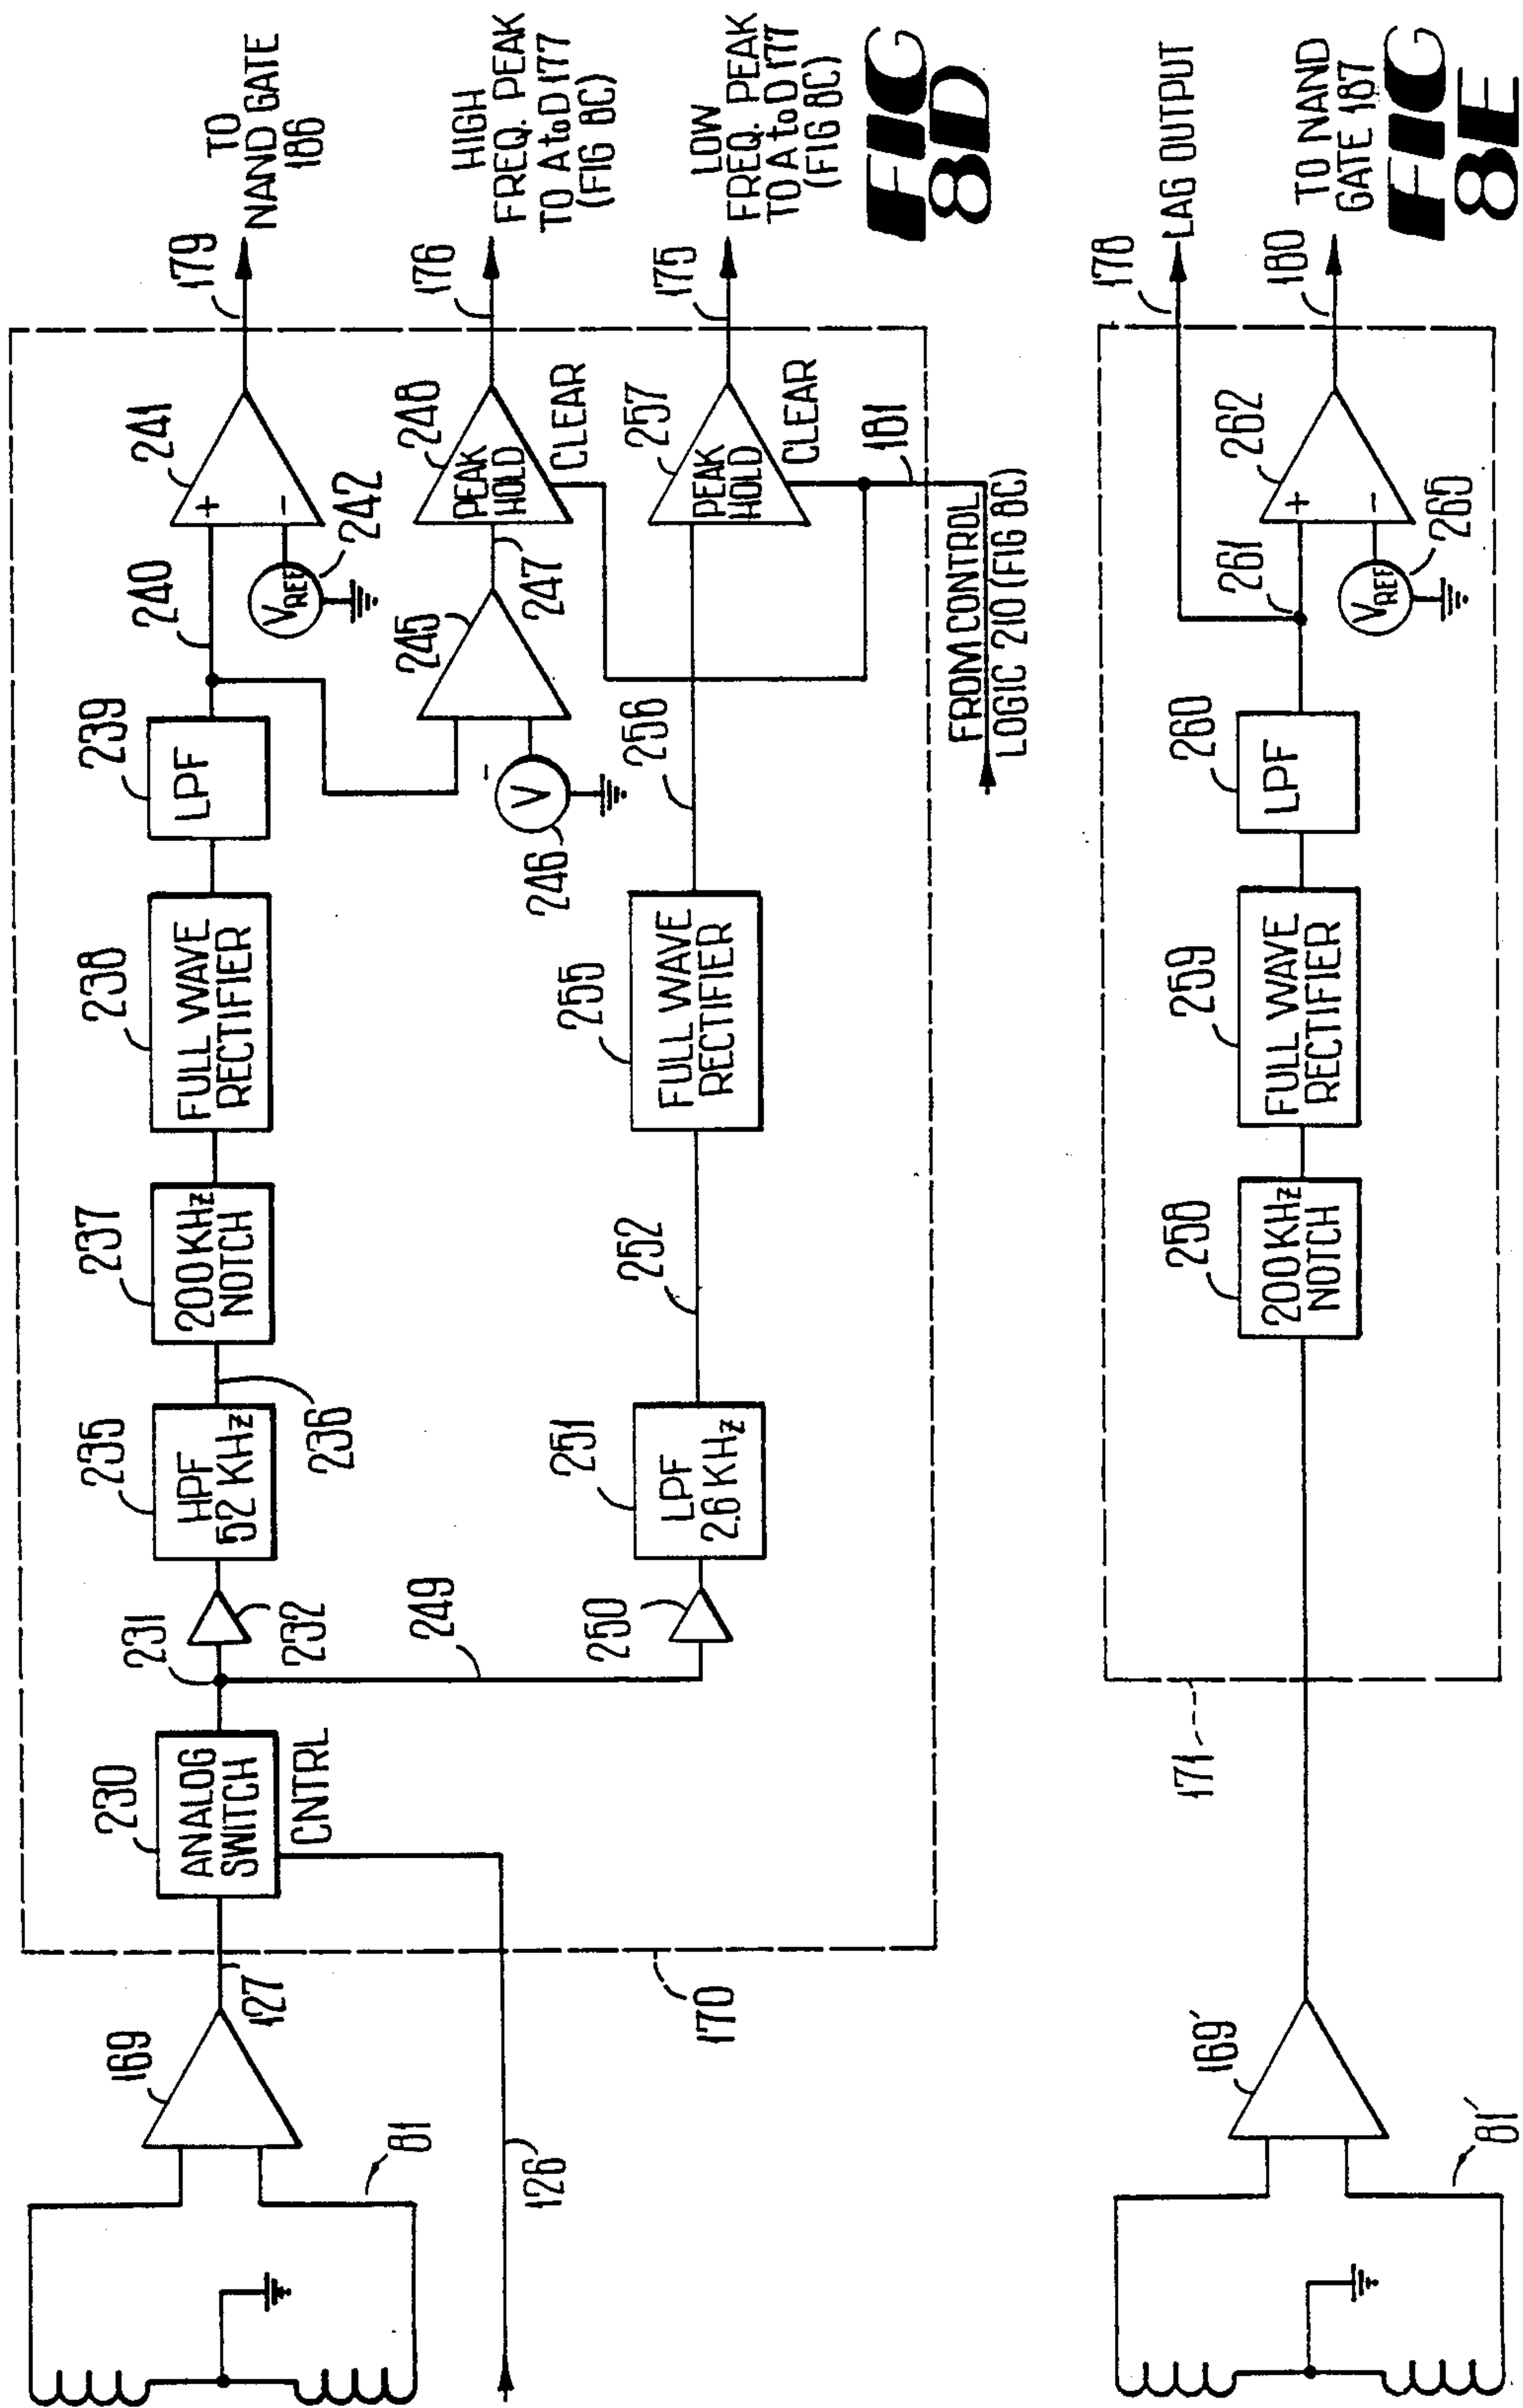 TO
NAND GATE
186
179
HIGH
FREQ. PEAK
TO A to D 177
(FIG 8C)
176
LOW
FREQ. PEAK
TO A to D 177
(FIG 8C)
175
FIG
8D
81
169
127
126
170
230
ANALOG
SWITCH
CNTRL
231
232
249
250
235
HPF
52 KHz
236
237
200 KHz
NOTCH
238
FULL WAVE
RECTIFIER
239
LPF
240
241
+
-
VREF
242
245
-
V
246
247
248
PEAK
HOLD
CLEAR
251
LPF
2.6 KHz
252
255
FULL WAVE
RECTIFIER
256
257
PEAK
HOLD
CLEAR
181
FROM CONTROL
LOGIC 210 (FIG 8C)
81'
169'
171
258
200 KHz
NOTCH
259
FULL WAVE
RECTIFIER
260
LPF
261
262
+
-
VREF
265
178
LAG OUTPUT
180
TO NAND
GATE 187
FIG
8E